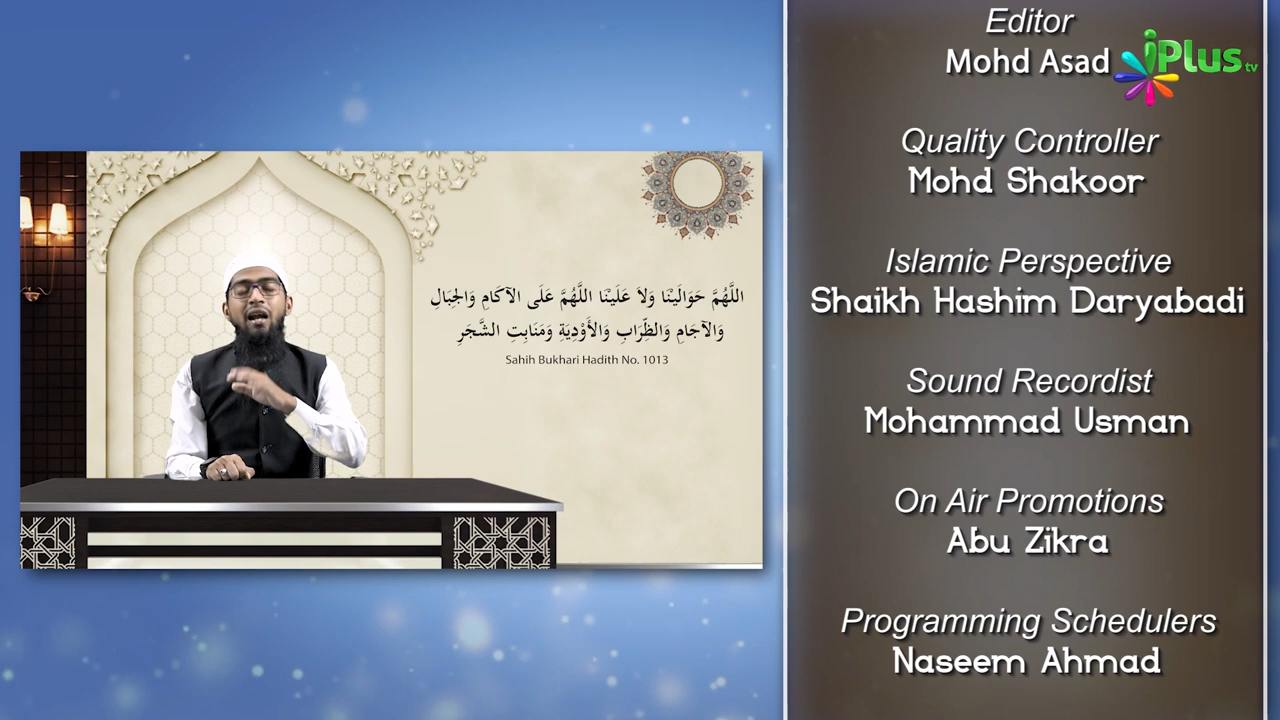 اللَّهُمَّ حَوَالَيْنَا وَلاَ عَلَيْنَا اللَّهُمَّ عَلَى الآكَامِ وَالْجِبَالِ
وَالآجَامِ وَالظِّرَابِ وَالأَوْدِيَةِ وَمَنَابِتِ الشَّجَرِ
Sahih Bukhari Hadith No. 1013
Editor
Mohd Asad
iPlus tv
Quality Controller
Mohd Shakoor
Islamic Perspective
Shaikh Hashim Daryabadi
Sound Recordist
Mohammad Usman
On Air Promotions
Abu Zikra
Programming Schedulers
Naseem Ahmad